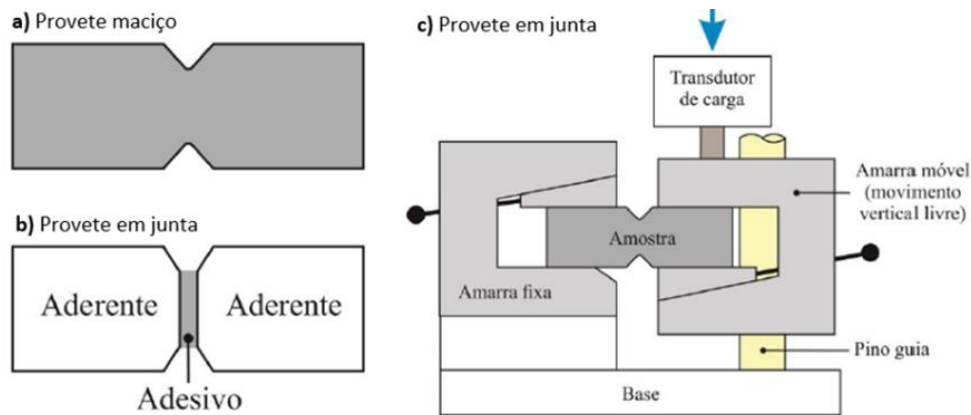 a) Provete maciço
b) Provete em junta
Aderente
Aderente
Adesivo
c) Provete em junta
Transdutor
de carga
Amarra móvel
(movimento
vertical livre)
Amostra
Amarra fixa
Pino guia
Base